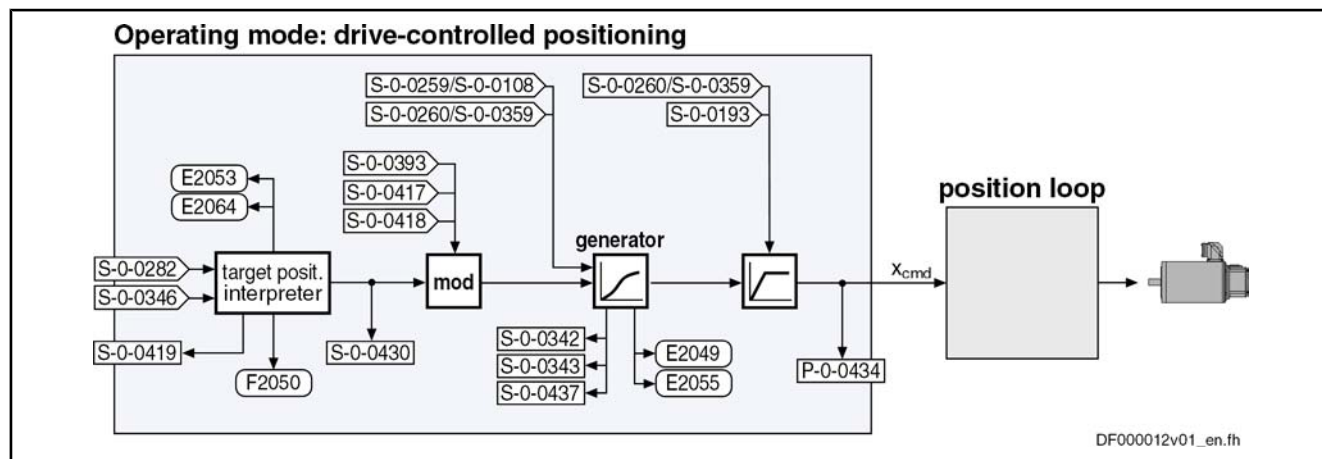 Operating mode: drive-controlled positioning
S-0-0259/S-0-0108
S-0-0260/S-0-0359
S-0-0260/S-0-0359
S-0-0193
S-0-0393
S-0-0417
S-0-0418
E2053
E2064
position loop
generator
S-0-0282
S-0-0346
target posit.
interpreter
mod
xcmd
S-0-0419
F2050
S-0-0430
S-0-0342
S-0-0343
S-0-0437
E2049
E2055
P-0-0434
DF000012v01_en.fh